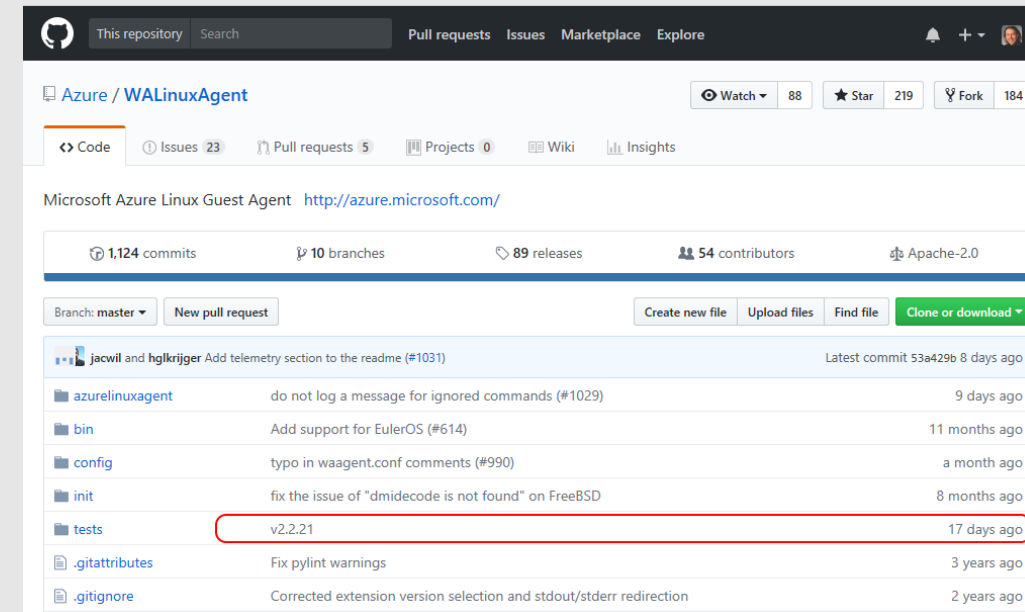 This repository Search Pull requests Issues Marketplace Explore
Azure / WALinuxAgent Watch 88 Star 219 Fork 184
Code Issues 23 Pull requests 5 Projects 0 Wiki Insights
Microsoft Azure Linux Guest Agent http://azure.microsoft.com/
1,124 commits 10 branches 89 releases 54 contributors Apache-2.0
Branch: master New pull request Create new file Upload files Find file Clone or download
jacwil and hglkrijger Add telemetry section to the readme (#1031) Latest commit 53a429b 8 days ago
azurelinuxagent do not log a message for ignored commands (#1029) 9 days ago
bin Add support for EulerOS (#614) 11 months ago
config typo in waagent.conf comments (#990) a month ago
init fix the issue of "dmidecode is not found" on FreeBSD 8 months ago
tests v2.2.21 17 days ago
.gitattributes Fix pylint warnings 3 years ago
.gitignore Corrected extension version selection and stdout/stderr redirection 2 years ago